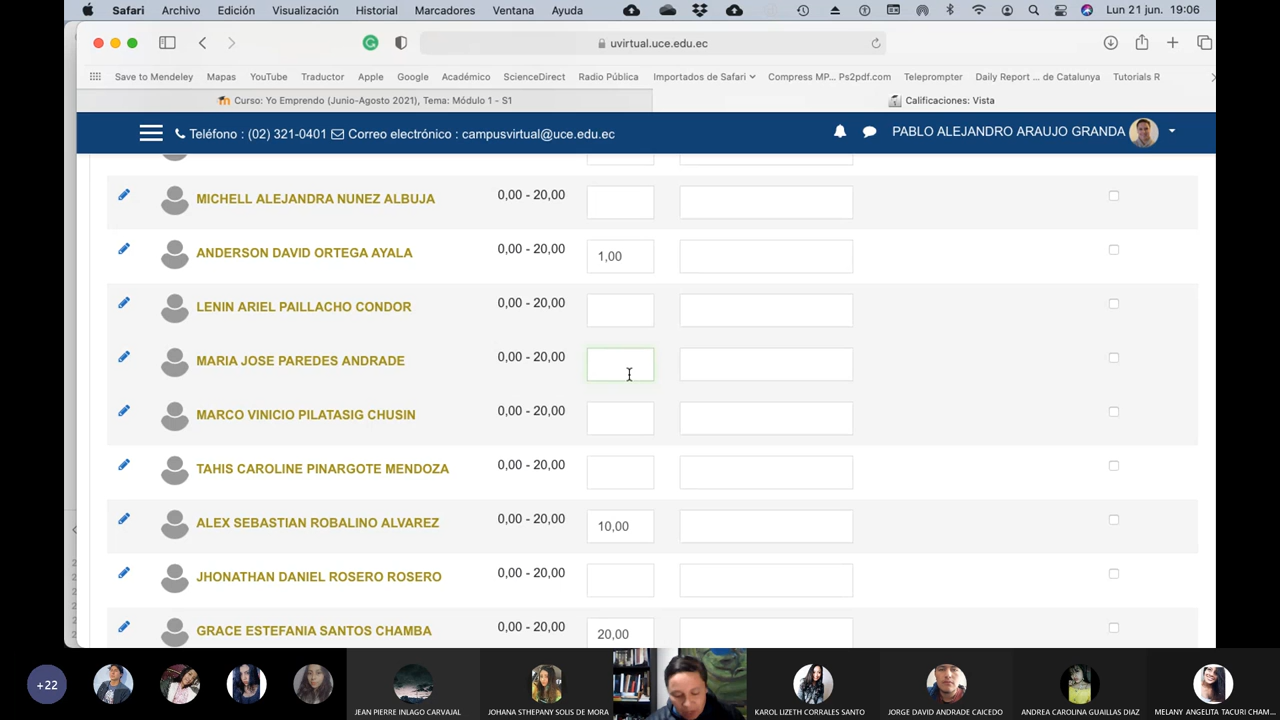 Safari Archivo Edición Visualización Historial Marcadores Ventana Ayuda Lun 21 jun. 19:06
uvirtual.uce.edu.ec
Save to Mendeley Mapas YouTube Traductor Apple Google Académico ScienceDirect Radio Pública Importados de Safari Compress MP... Ps2pdf.com Teleprompter Daily Report ... de Catalunya Tutorials R
Curso: Yo Emprendo (Junio-Agosto 2021), Tema: Módulo 1 - S1 Calificaciones: Vista
Teléfono : (02) 321-0401 Correo electrónico : campusvirtual@uce.edu.ec PABLO ALEJANDRO ARAUJO GRANDA
MICHELL ALEJANDRA NUNEZ ALBUJA 0,00 - 20,00
ANDERSON DAVID ORTEGA AYALA 0,00 - 20,00 1,00
LENIN ARIEL PAILLACHO CONDOR 0,00 - 20,00
MARIA JOSE PAREDES ANDRADE 0,00 - 20,00
MARCO VINICIO PILATASIG CHUSIN 0,00 - 20,00
TAHIS CAROLINE PINARGOTE MENDOZA 0,00 - 20,00
ALEX SEBASTIAN ROBALINO ALVAREZ 0,00 - 20,00 10,00
JHONATHAN DANIEL ROSERO ROSERO 0,00 - 20,00
GRACE ESTEFANIA SANTOS CHAMBA 0,00 - 20,00 20,00
+22
JEAN PIERRE INLAGO CARVAJAL JOHANA STHEPANY SOLIS DE MORA KAROL LIZETH CORRALES SANTO JORGE DAVID ANDRADE CAICEDO ANDREA CAROLINA GUAILLAS DIAZ MELANY ANGELITA TACURI CHAM...